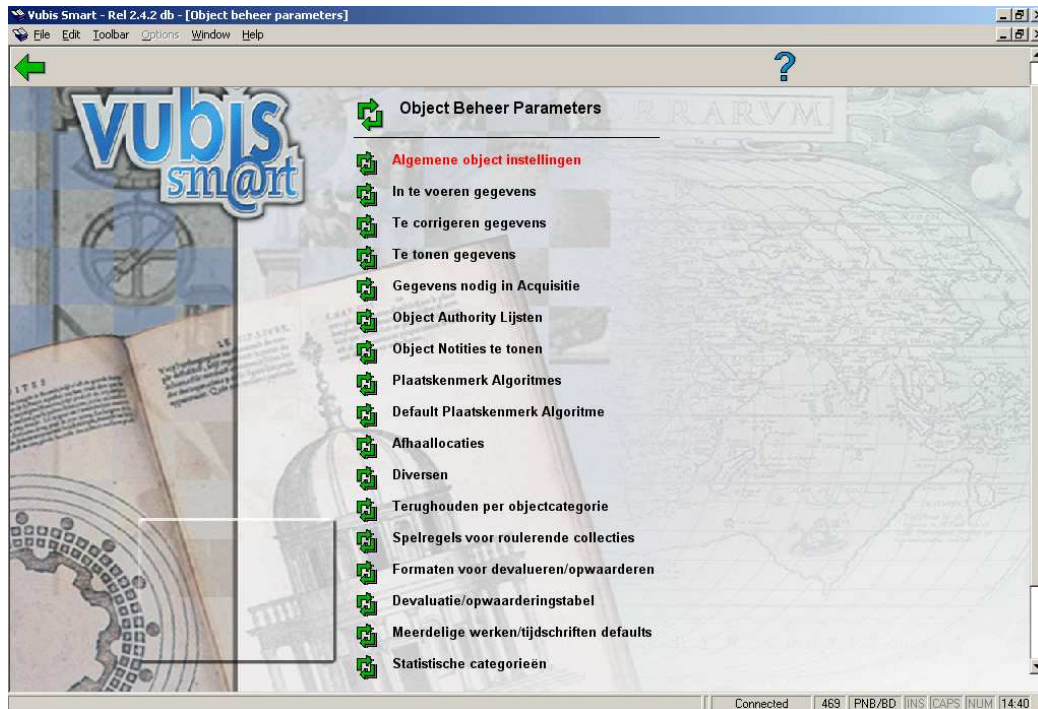 Vubis Smart - Rel 2.4.2 db - [Object beheer parameters]
File Edit Toolbar Options Window Help
?
vubis
sm@rt
Object Beheer Parameters
RARVM
Algemene object instellingen
In te voeren gegevens
Te corrigeren gegevens
Te tonen gegevens
Gegevens nodig in Acquisitie
Object Authority Lijsten
Object Notities te tonen
Plaatskenmerk Algoritmes
Default Plaatskenmerk Algoritme
Afhaallocaties
Diversen
Terughouden per objectcategorie
Spelregels voor roulerende collecties
Formaten voor devalueren/opwaarderen
Devaluatie/opwaarderingstabel
Meerdelige werken/tijdschriften defaults
Statistische categorieën
Connected 469 PNB/BD INS CAPS NUM 14:40